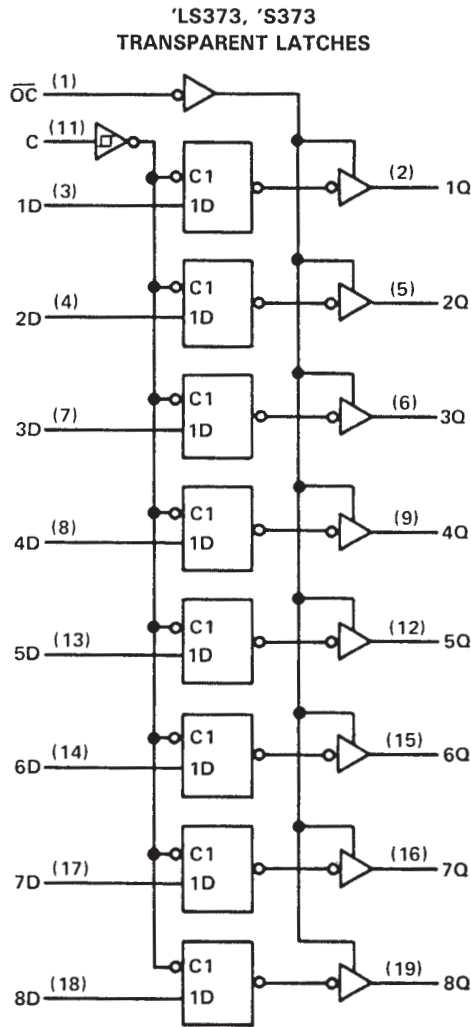 'LS373, 'S373
TRANSPARENT LATCHES
OC (1)
C (11)
C1
1D (3) 1D (2) 1Q
C1
2D (4) 1D (5) 2Q
C1
3D (7) 1D (6) 3Q
C1
4D (8) 1D (9) 4Q
C1
5D (13) 1D (12) 5Q
C1
6D (14) 1D (15) 6Q
C1
7D (17) 1D (16) 7Q
C1
8D (18) 1D (19) 8Q